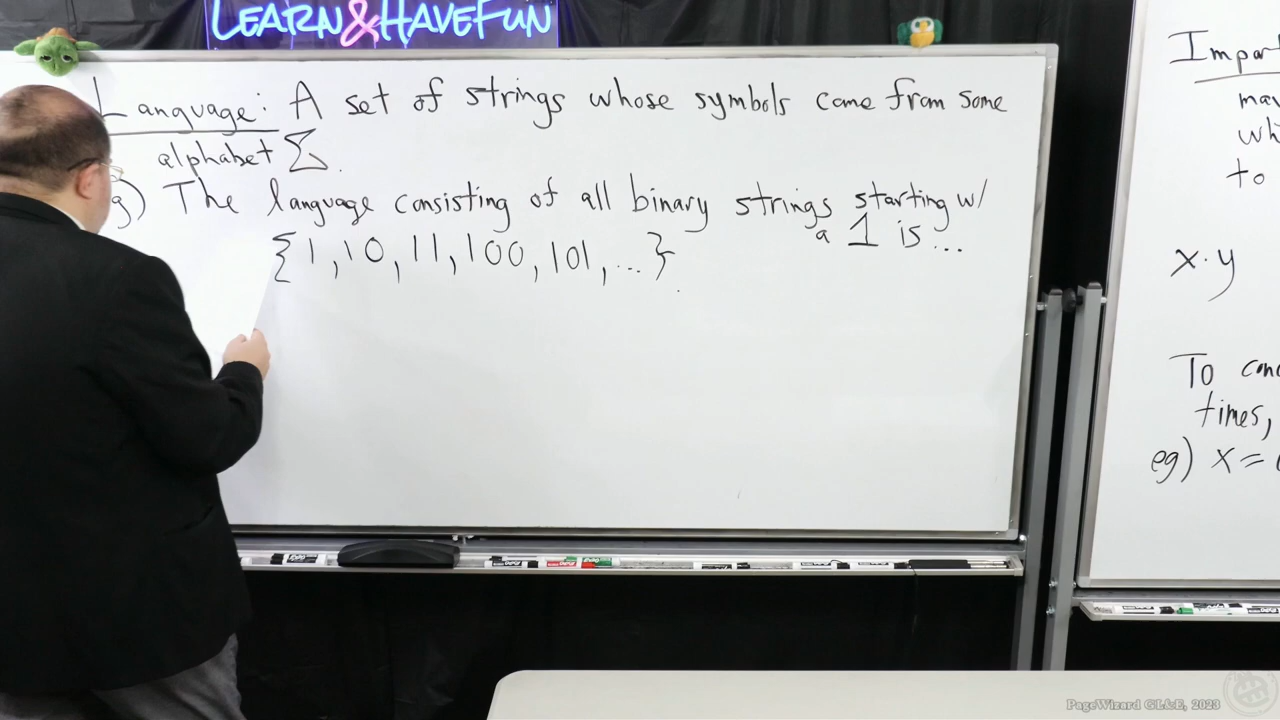 LEARN&HAVEFUN
Language: A set of strings whose symbols come from some
alphabet Σ.
g) The language consisting of all binary strings starting w/
a 1 is...
{1, 10, 11, 100, 101, ... }.
to
x·y
To
times,
eg) x =
PageWizard GL&E, 2023